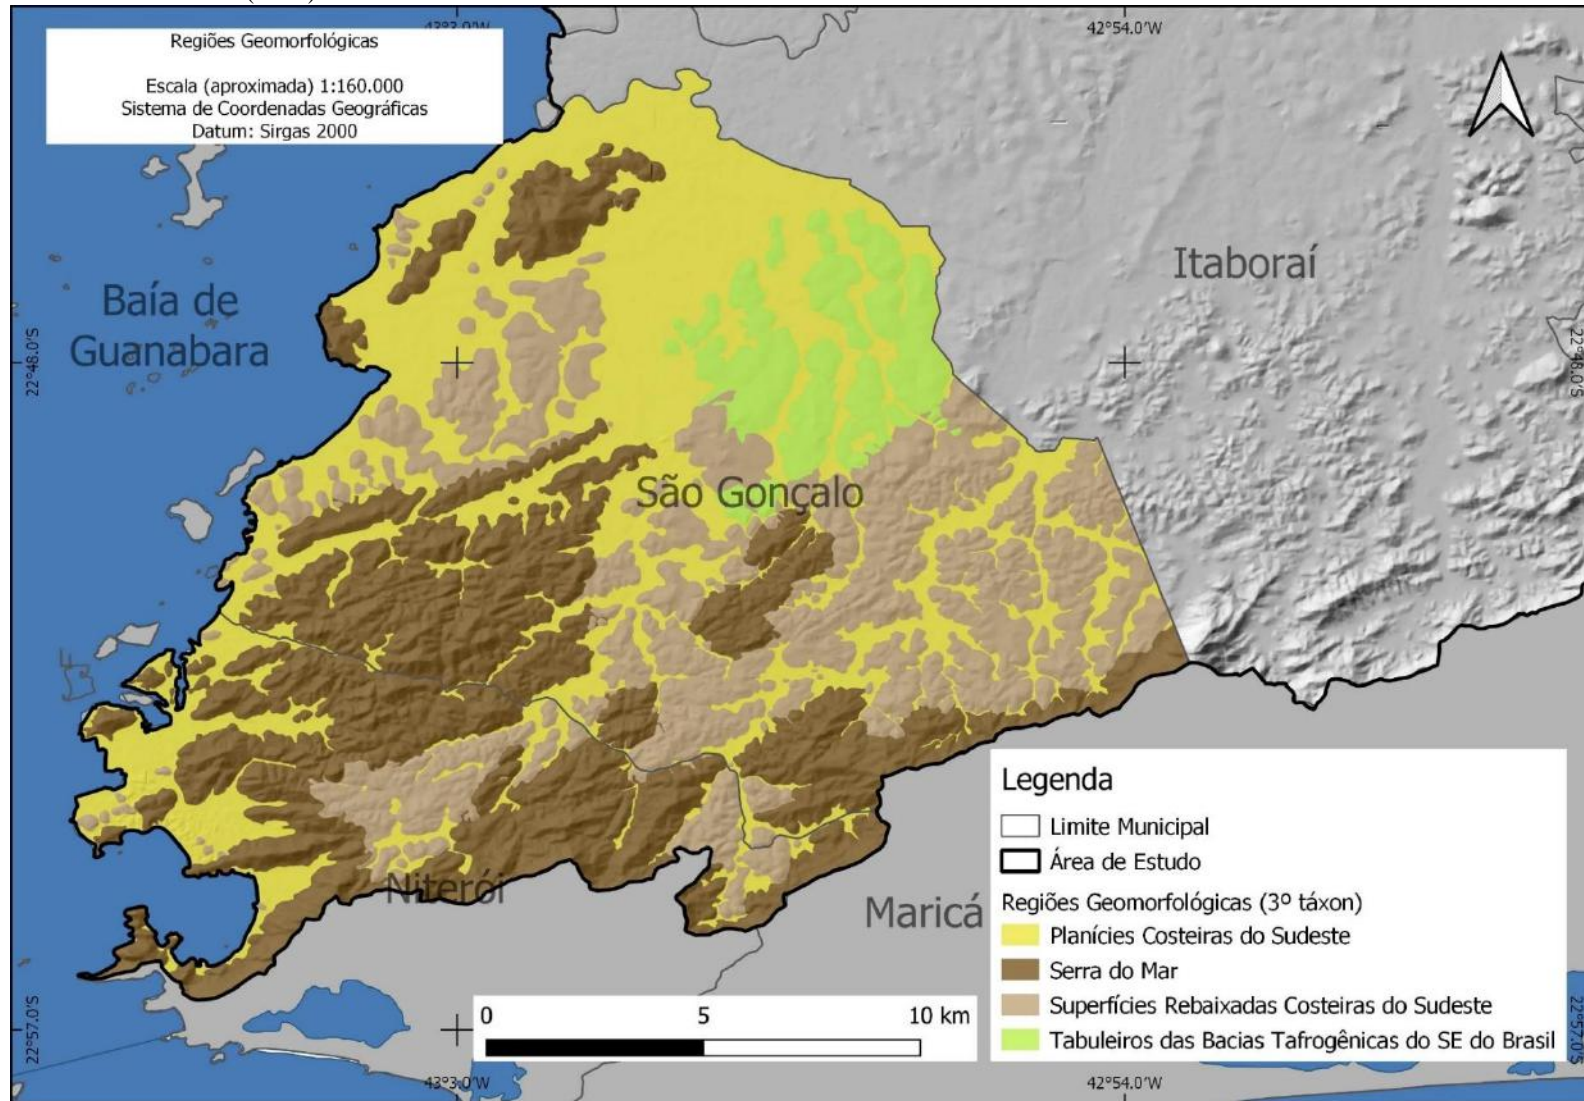 43°3.0'W
42°54.0'W
Regiões Geomorfológicas
Escala (aproximada) 1:160.000
Sistema de Coordenadas Geográficas
Datum: Sirgas 2000
Itaboraí
Baía de
Guanabara
22°48.0'S
22°48.0'S
São Gonçalo
Niterói
Maricá
Legenda
Limite Municipal
Área de Estudo
Regiões Geomorfológicas (3º táxon)
Planícies Costeiras do Sudeste
Serra do Mar
Superfícies Rebaixadas Costeiras do Sudeste
Tabuleiros das Bacias Tafrogênicas do SE do Brasil
0 5 10 km
22°57.0'S
22°57.0'S
43°3.0'W
42°54.0'W